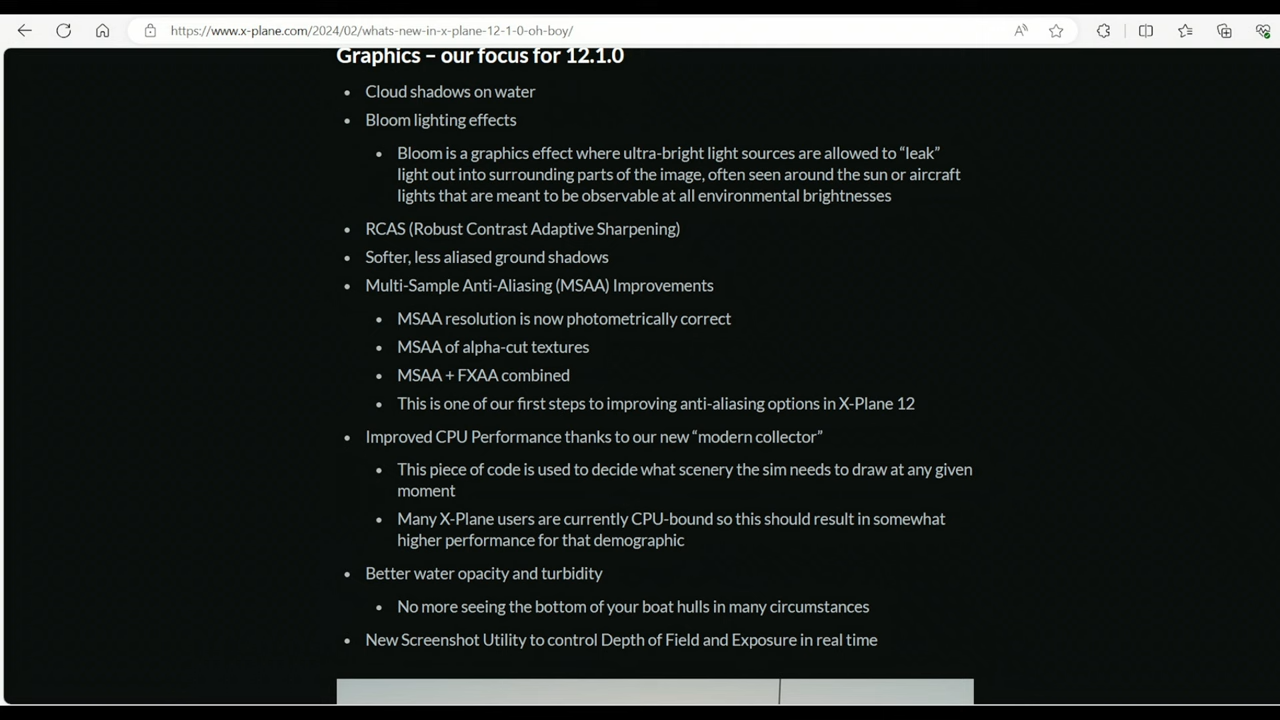 https://www.x-plane.com/2024/02/whats-new-in-x-plane-12-1-0-oh-boy/
Graphics – our focus for 12.1.0
Cloud shadows on water
Bloom lighting effects
Bloom is a graphics effect where ultra-bright light sources are allowed to “leak”
light out into surrounding parts of the image, often seen around the sun or aircraft
lights that are meant to be observable at all environmental brightnesses
RCAS (Robust Contrast Adaptive Sharpening)
Softer, less aliased ground shadows
Multi-Sample Anti-Aliasing (MSAA) Improvements
MSAA resolution is now photometrically correct
MSAA of alpha-cut textures
MSAA + FXAA combined
This is one of our first steps to improving anti-aliasing options in X-Plane 12
Improved CPU Performance thanks to our new “modern collector”
This piece of code is used to decide what scenery the sim needs to draw at any given
moment
Many X-Plane users are currently CPU-bound so this should result in somewhat
higher performance for that demographic
Better water opacity and turbidity
No more seeing the bottom of your boat hulls in many circumstances
New Screenshot Utility to control Depth of Field and Exposure in real time